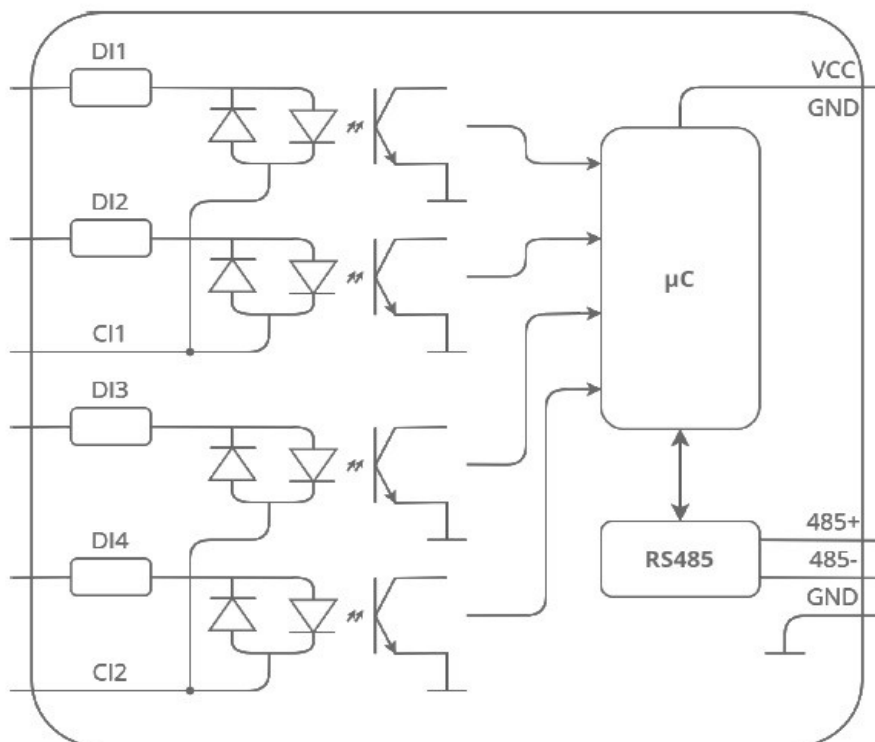 DI1
VCC
GND
DI2
µC
CI1
DI3
485+
DI4
RS485
485-
GND
CI2